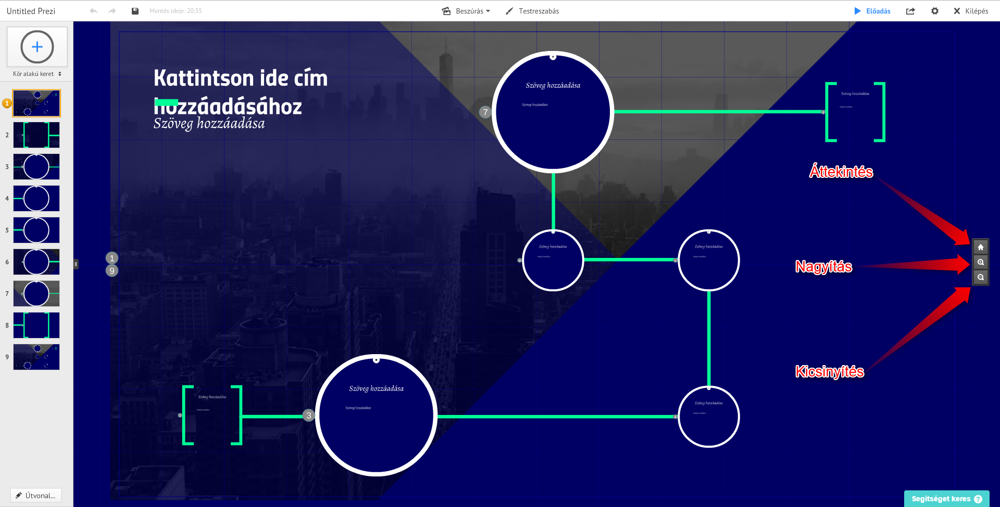 Untitled Prezi
Mentés ideje: 20:35
Beszúrás
Testreszabás
Előadás
Kilépés
Kör alakú keret
1
2
3
4
5
6
7
8
9
Útvonal...
Kattintson ide cím
hozzáadásához
Szöveg hozzáadása
1
9
7
Szöveg hozzáadása
Szöveg hozzáadása
Szöveg hozzáadása
Szöveg hozzáadása
Áttekintés
Szöveg hozzáadása
Szöveg hozzáadása
Szöveg hozzáadása
Szöveg hozzáadása
Nagyítás
Kicsinyítés
Szöveg hozzáadása
Szöveg hozzáadása
3
Szöveg hozzáadása
Szöveg hozzáadása
Szöveg hozzáadása
Szöveg hozzáadása
Segítséget keres ?